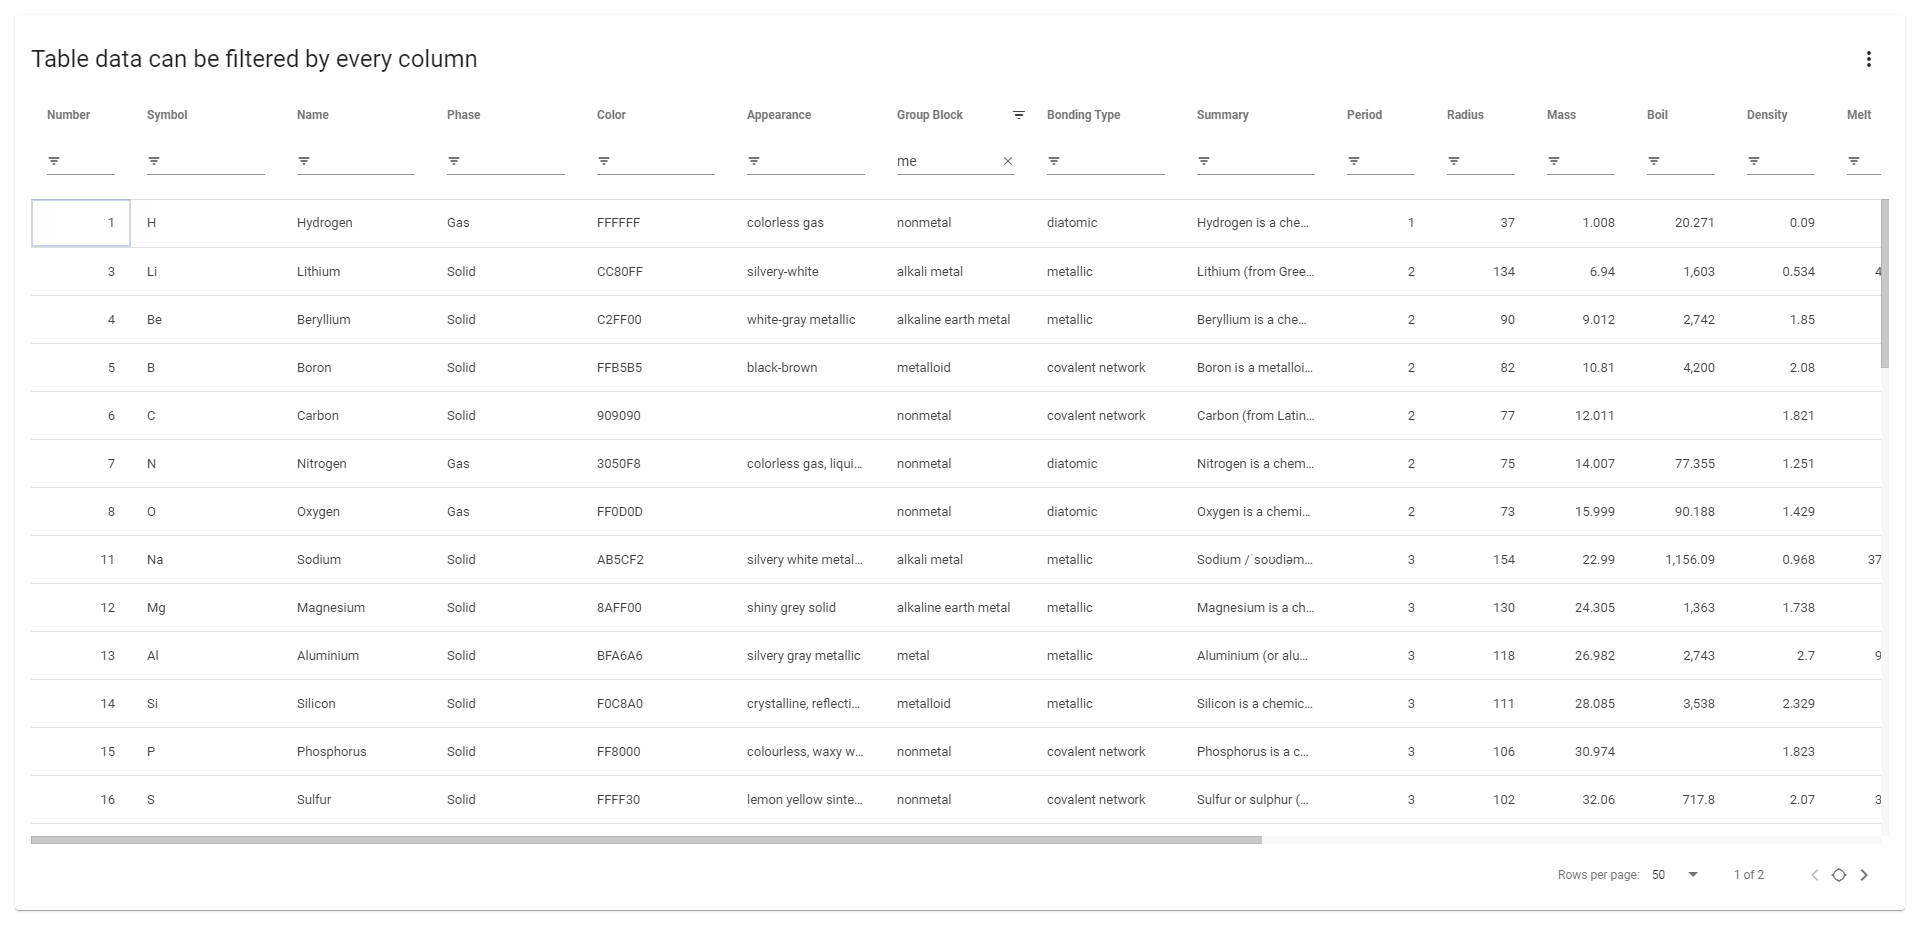 Table data can be filtered by every column
Number Symbol Name Phase Color Appearance Group Block Bonding Type Summary Period Radius Mass Boil Density Melt
me
1 H Hydrogen Gas FFFFFF colorless gas nonmetal diatomic Hydrogen is a che... 1 37 1.008 20.271 0.09
3 Li Lithium Solid CC80FF silvery-white alkali metal metallic Lithium (from Gree... 2 134 6.94 1,603 0.534 4
4 Be Beryllium Solid C2FF00 white-gray metallic alkaline earth metal metallic Beryllium is a che... 2 90 9.012 2,742 1.85
5 B Boron Solid FFB5B5 black-brown metalloid covalent network Boron is a metalloi... 2 82 10.81 4,200 2.08
6 C Carbon Solid 909090 nonmetal covalent network Carbon (from Latin... 2 77 12.011 1.821
7 N Nitrogen Gas 3050F8 colorless gas, liqui... nonmetal diatomic Nitrogen is a chem... 2 75 14.007 77.355 1.251
8 O Oxygen Gas FF0D0D nonmetal diatomic Oxygen is a chemi... 2 73 15.999 90.188 1.429
11 Na Sodium Solid AB5CF2 silvery white metal... alkali metal metallic Sodium /ˈsoʊdiəm... 3 154 22.99 1,156.09 0.968 37
12 Mg Magnesium Solid 8AFF00 shiny grey solid alkaline earth metal metallic Magnesium is a ch... 3 130 24.305 1,363 1.738
13 Al Aluminium Solid BFA6A6 silvery gray metallic metal metallic Aluminium (or alu... 3 118 26.982 2,743 2.7 9
14 Si Silicon Solid F0C8A0 crystalline, reflecti... metalloid metallic Silicon is a chemic... 3 111 28.085 3,538 2.329
15 P Phosphorus Solid FF8000 colourless, waxy w... nonmetal covalent network Phosphorus is a c... 3 106 30.974 1.823
16 S Sulfur Solid FFFF30 lemon yellow sinte... nonmetal covalent network Sulfur or sulphur (... 3 102 32.06 717.8 2.07 3
Rows per page: 50 1 of 2